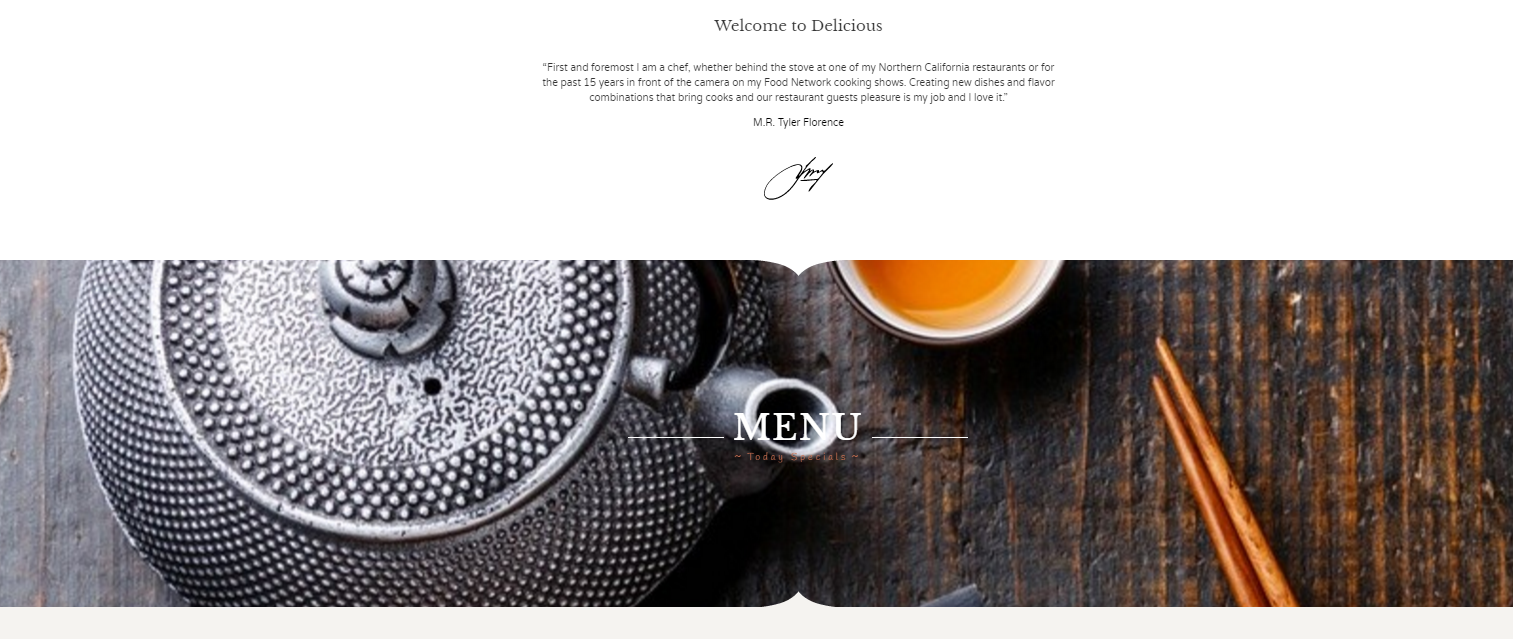 Welcome to Delicious
“First and foremost I am a chef, whether behind the stove at one of my Northern California restaurants or for
the past 15 years in front of the camera on my Food Network cooking shows. Creating new dishes and flavor
combinations that bring cooks and our restaurant guests pleasure is my job and I love it.”
M.R. Tyler Florence
MENU
~ Today Specials ~